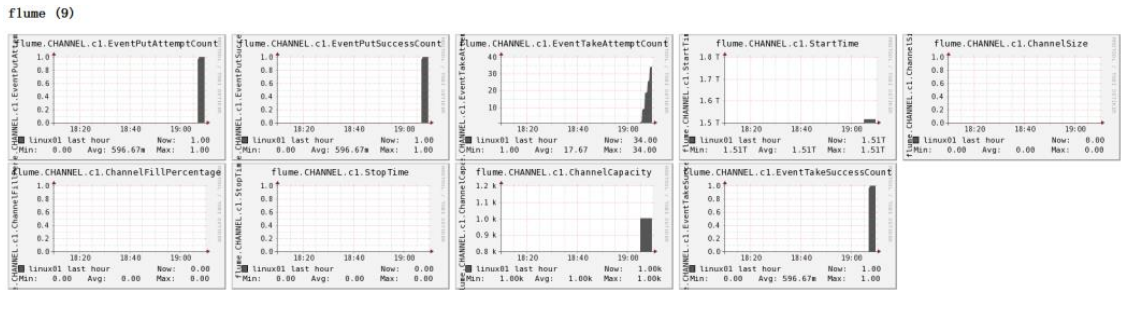 flume (9)
flume.CHANNEL.c1.EventPutAttemptCount
1.0
0.8
0.6
0.4
0.2
0.0
18:20 18:40 19:00
linux01 last hour Now: 1.00
Min: 0.00 Avg: 596.67m Max: 1.00
flume.CHANNEL.c1.EventPutSuccessCount
1.0
0.8
0.6
0.4
0.2
0.0
18:20 18:40 19:00
linux01 last hour Now: 1.00
Min: 0.00 Avg: 596.67m Max: 1.00
flume.CHANNEL.c1.EventTakeAttemptCount
40
30
20
10
18:20 18:40 19:00
linux01 last hour Now: 34.00
Min: 1.00 Avg: 17.67 Max: 34.00
flume.CHANNEL.c1.StartTime
1.8 T
1.7 T
1.6 T
1.5 T
18:20 18:40 19:00
linux01 last hour Now: 1.51T
Min: 1.51T Avg: 1.51T Max: 1.51T
flume.CHANNEL.c1.ChannelSize
1.0
0.8
0.6
0.4
0.2
0.0
18:20 18:40 19:00
linux01 last hour Now: 0.00
Min: 0.00 Avg: 0.00 Max: 0.00
flume.CHANNEL.c1.ChannelFillPercentage
1.0
0.8
0.6
0.4
0.2
0.0
18:20 18:40 19:00
linux01 last hour Now: 0.00
Min: 0.00 Avg: 0.00 Max: 0.00
flume.CHANNEL.c1.StopTime
1.0
0.8
0.6
0.4
0.2
0.0
18:20 18:40 19:00
linux01 last hour Now: 0.00
Min: 0.00 Avg: 0.00 Max: 0.00
flume.CHANNEL.c1.ChannelCapacity
1.2 k
1.1 k
1.0 k
0.9 k
0.8 k
18:20 18:40 19:00
linux01 last hour Now: 1.00k
Min: 1.00k Avg: 1.00k Max: 1.00k
flume.CHANNEL.c1.EventTakeSuccessCount
1.0
0.8
0.6
0.4
0.2
0.0
18:20 18:40 19:00
linux01 last hour Now: 1.00
Min: 0.00 Avg: 596.67m Max: 1.00